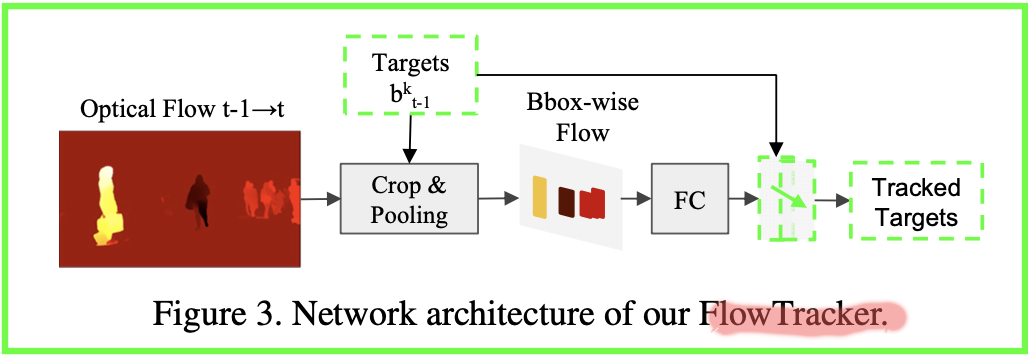 Targets
bᵏₜ₋₁
Optical Flow t-1→t
Bbox-wise
Flow
Crop &
Pooling
FC
Tracked
Targets
Figure 3. Network architecture of our FlowTracker.